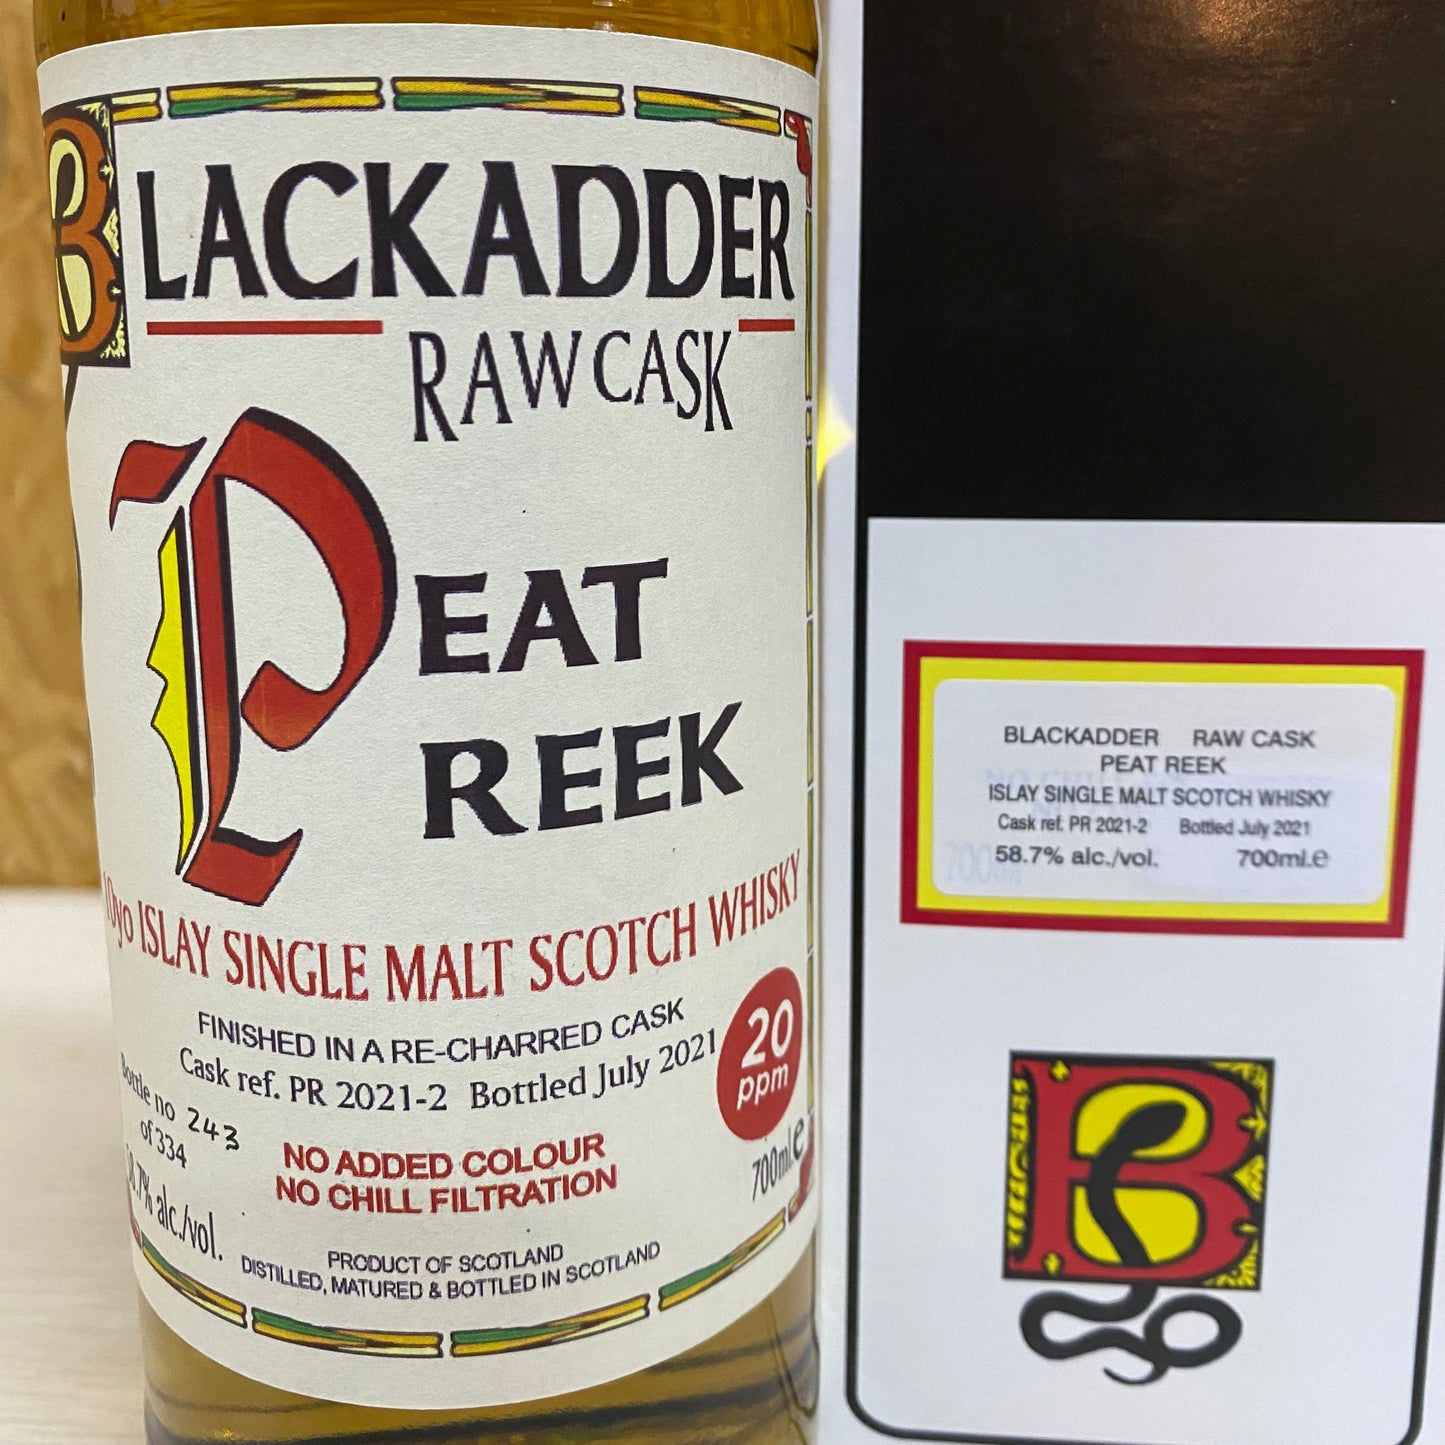 BLACKADDER
RAW CASK
PEAT
REEK
10yo ISLAY SINGLE MALT SCOTCH WHISKY
FINISHED IN A RE-CHARRED CASK
Cask ref. PR 2021-2 Bottled July 2021
20
ppm
Bottle no 243
of 334
58.7% alc./vol.
NO ADDED COLOUR
NO CHILL FILTRATION
700ml.e
PRODUCT OF SCOTLAND
DISTILLED, MATURED & BOTTLED IN SCOTLAND
BLACKADDER RAW CASK
PEAT REEK
ISLAY SINGLE MALT SCOTCH WHISKY
Cask ref. PR 2021-2 Bottled July 2021
58.7% alc./vol. 700ml.e
B